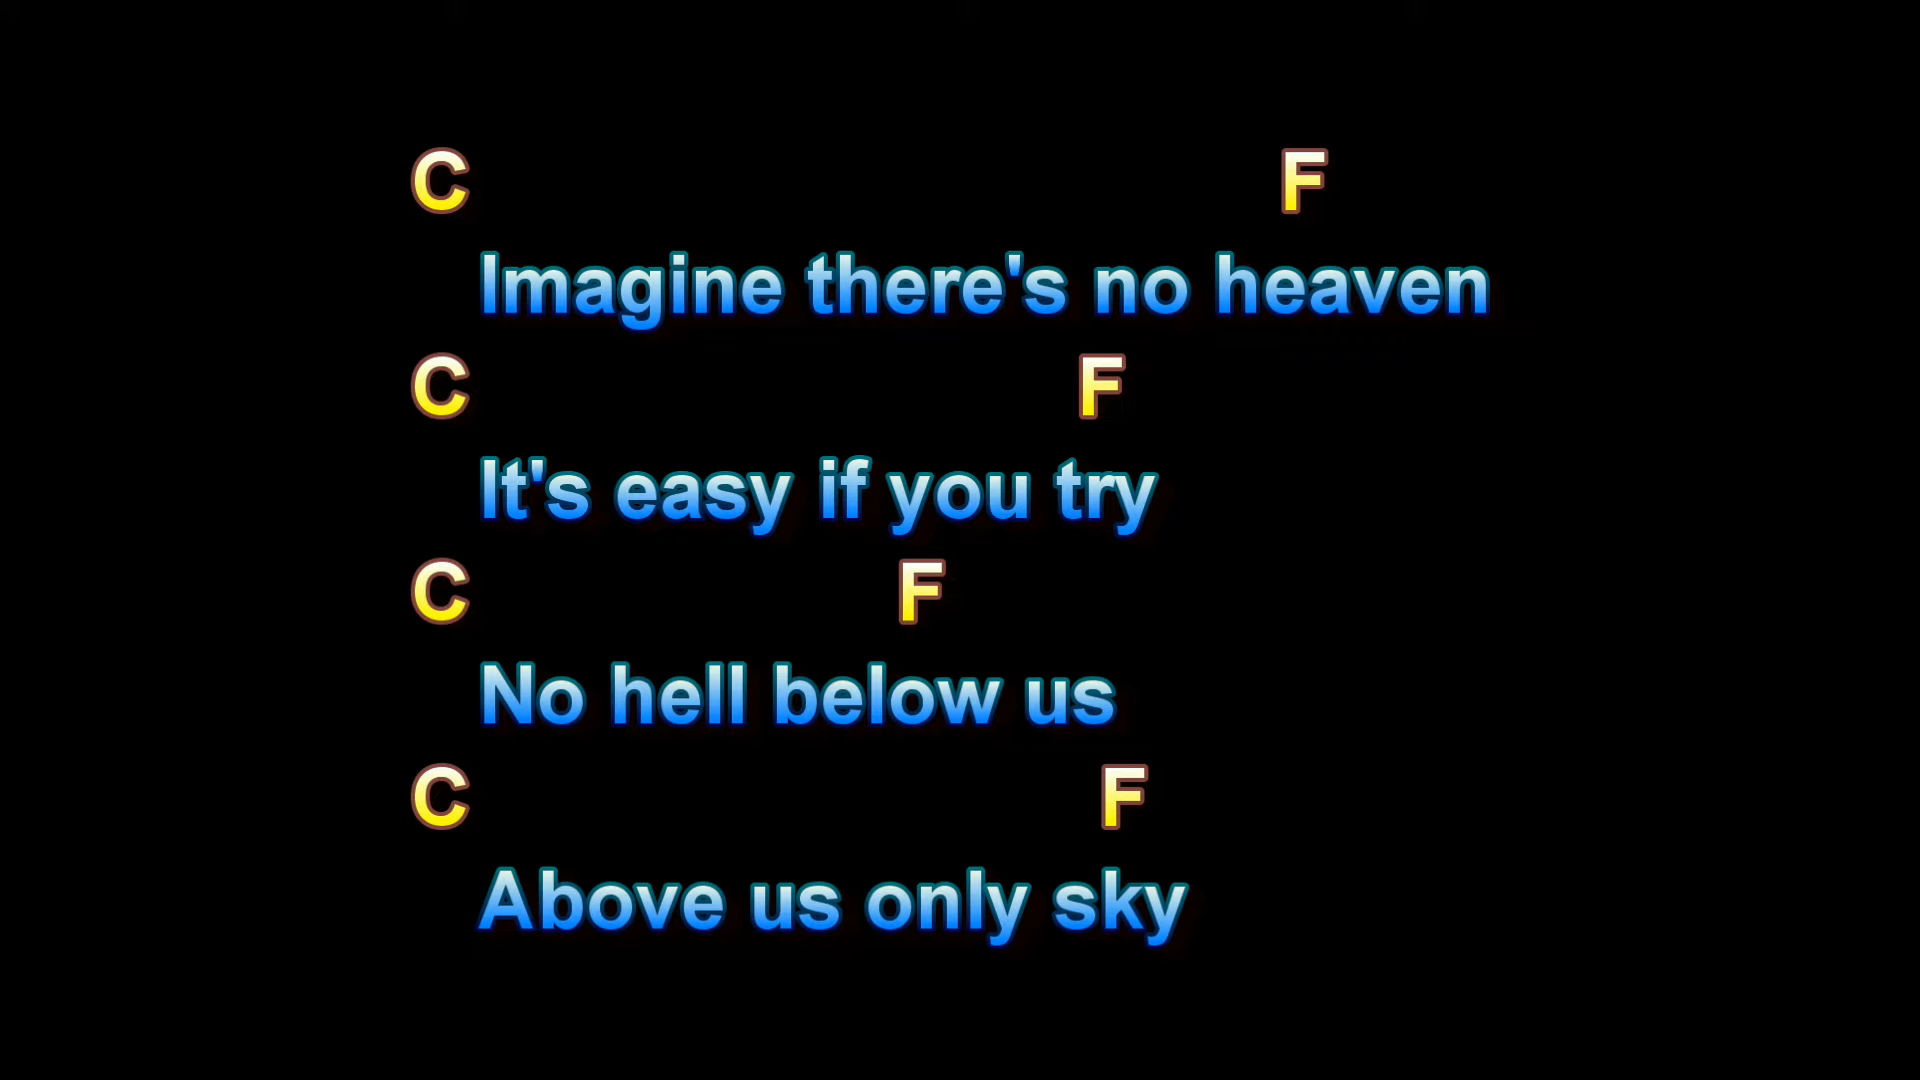 C F
Imagine there's no heaven
C F
It's easy if you try
C F
No hell below us
C F
Above us only sky